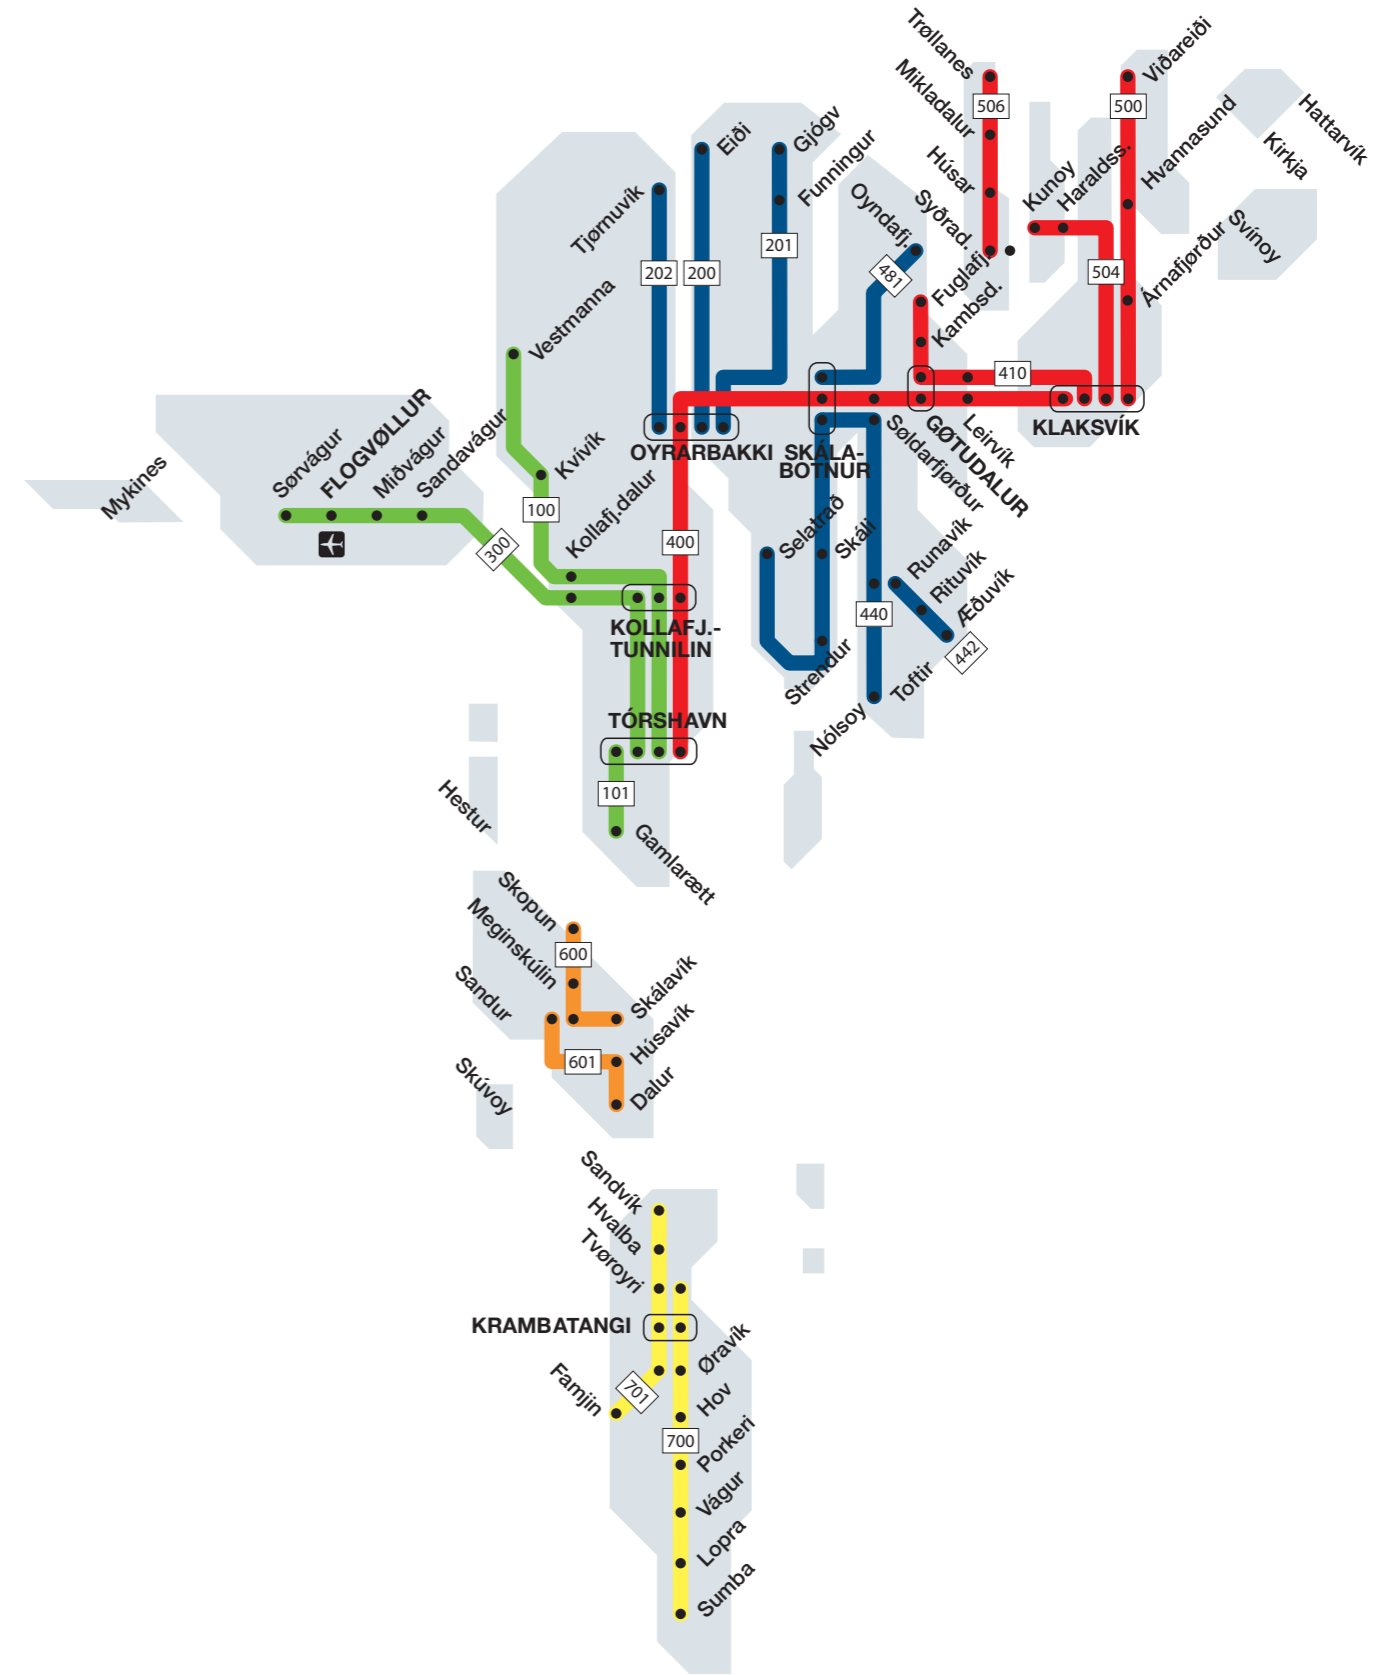 Trøllanes
Mikladalur
Húsar
Syðrad.
506
Kunoy
Haraldss.
504
500
Viðareiði
Hvannasund
Árnafjørður
Hattarvík
Kirkja
Svínoy
Eiði
Gjógv
Funningur
Tjørnuvík
202
200
201
Oyndafj.
481
Fuglafj.
Kambsd.
410
Vestmanna
Kvívík
100
Kollafj.dalur
OYRARBAKKI
SKÁLA-
BOTNUR
Søldarfjørður
GØTUDALUR
Leirvík
KLAKSVÍK
Mykines
Sørvágur
FLOGVØLLUR
Miðvágur
Sandavágur
300
400
Selatrað
Skáli
Strendur
440
Runavík
Rituvík
Æðuvík
442
Toftir
Nólsoy
KOLLAFJ.-
TUNNILIN
TÓRSHAVN
101
Gamlarætt
Hestur
Skopun
600
Meginskúlin
Sandur
Skálavík
Húsavík
601
Dalur
Skúvoy
Sandvík
Hvalba
Tvøroyri
KRAMBATANGI
Øravík
Famjin
701
Hov
700
Porkeri
Vágur
Lopra
Sumba